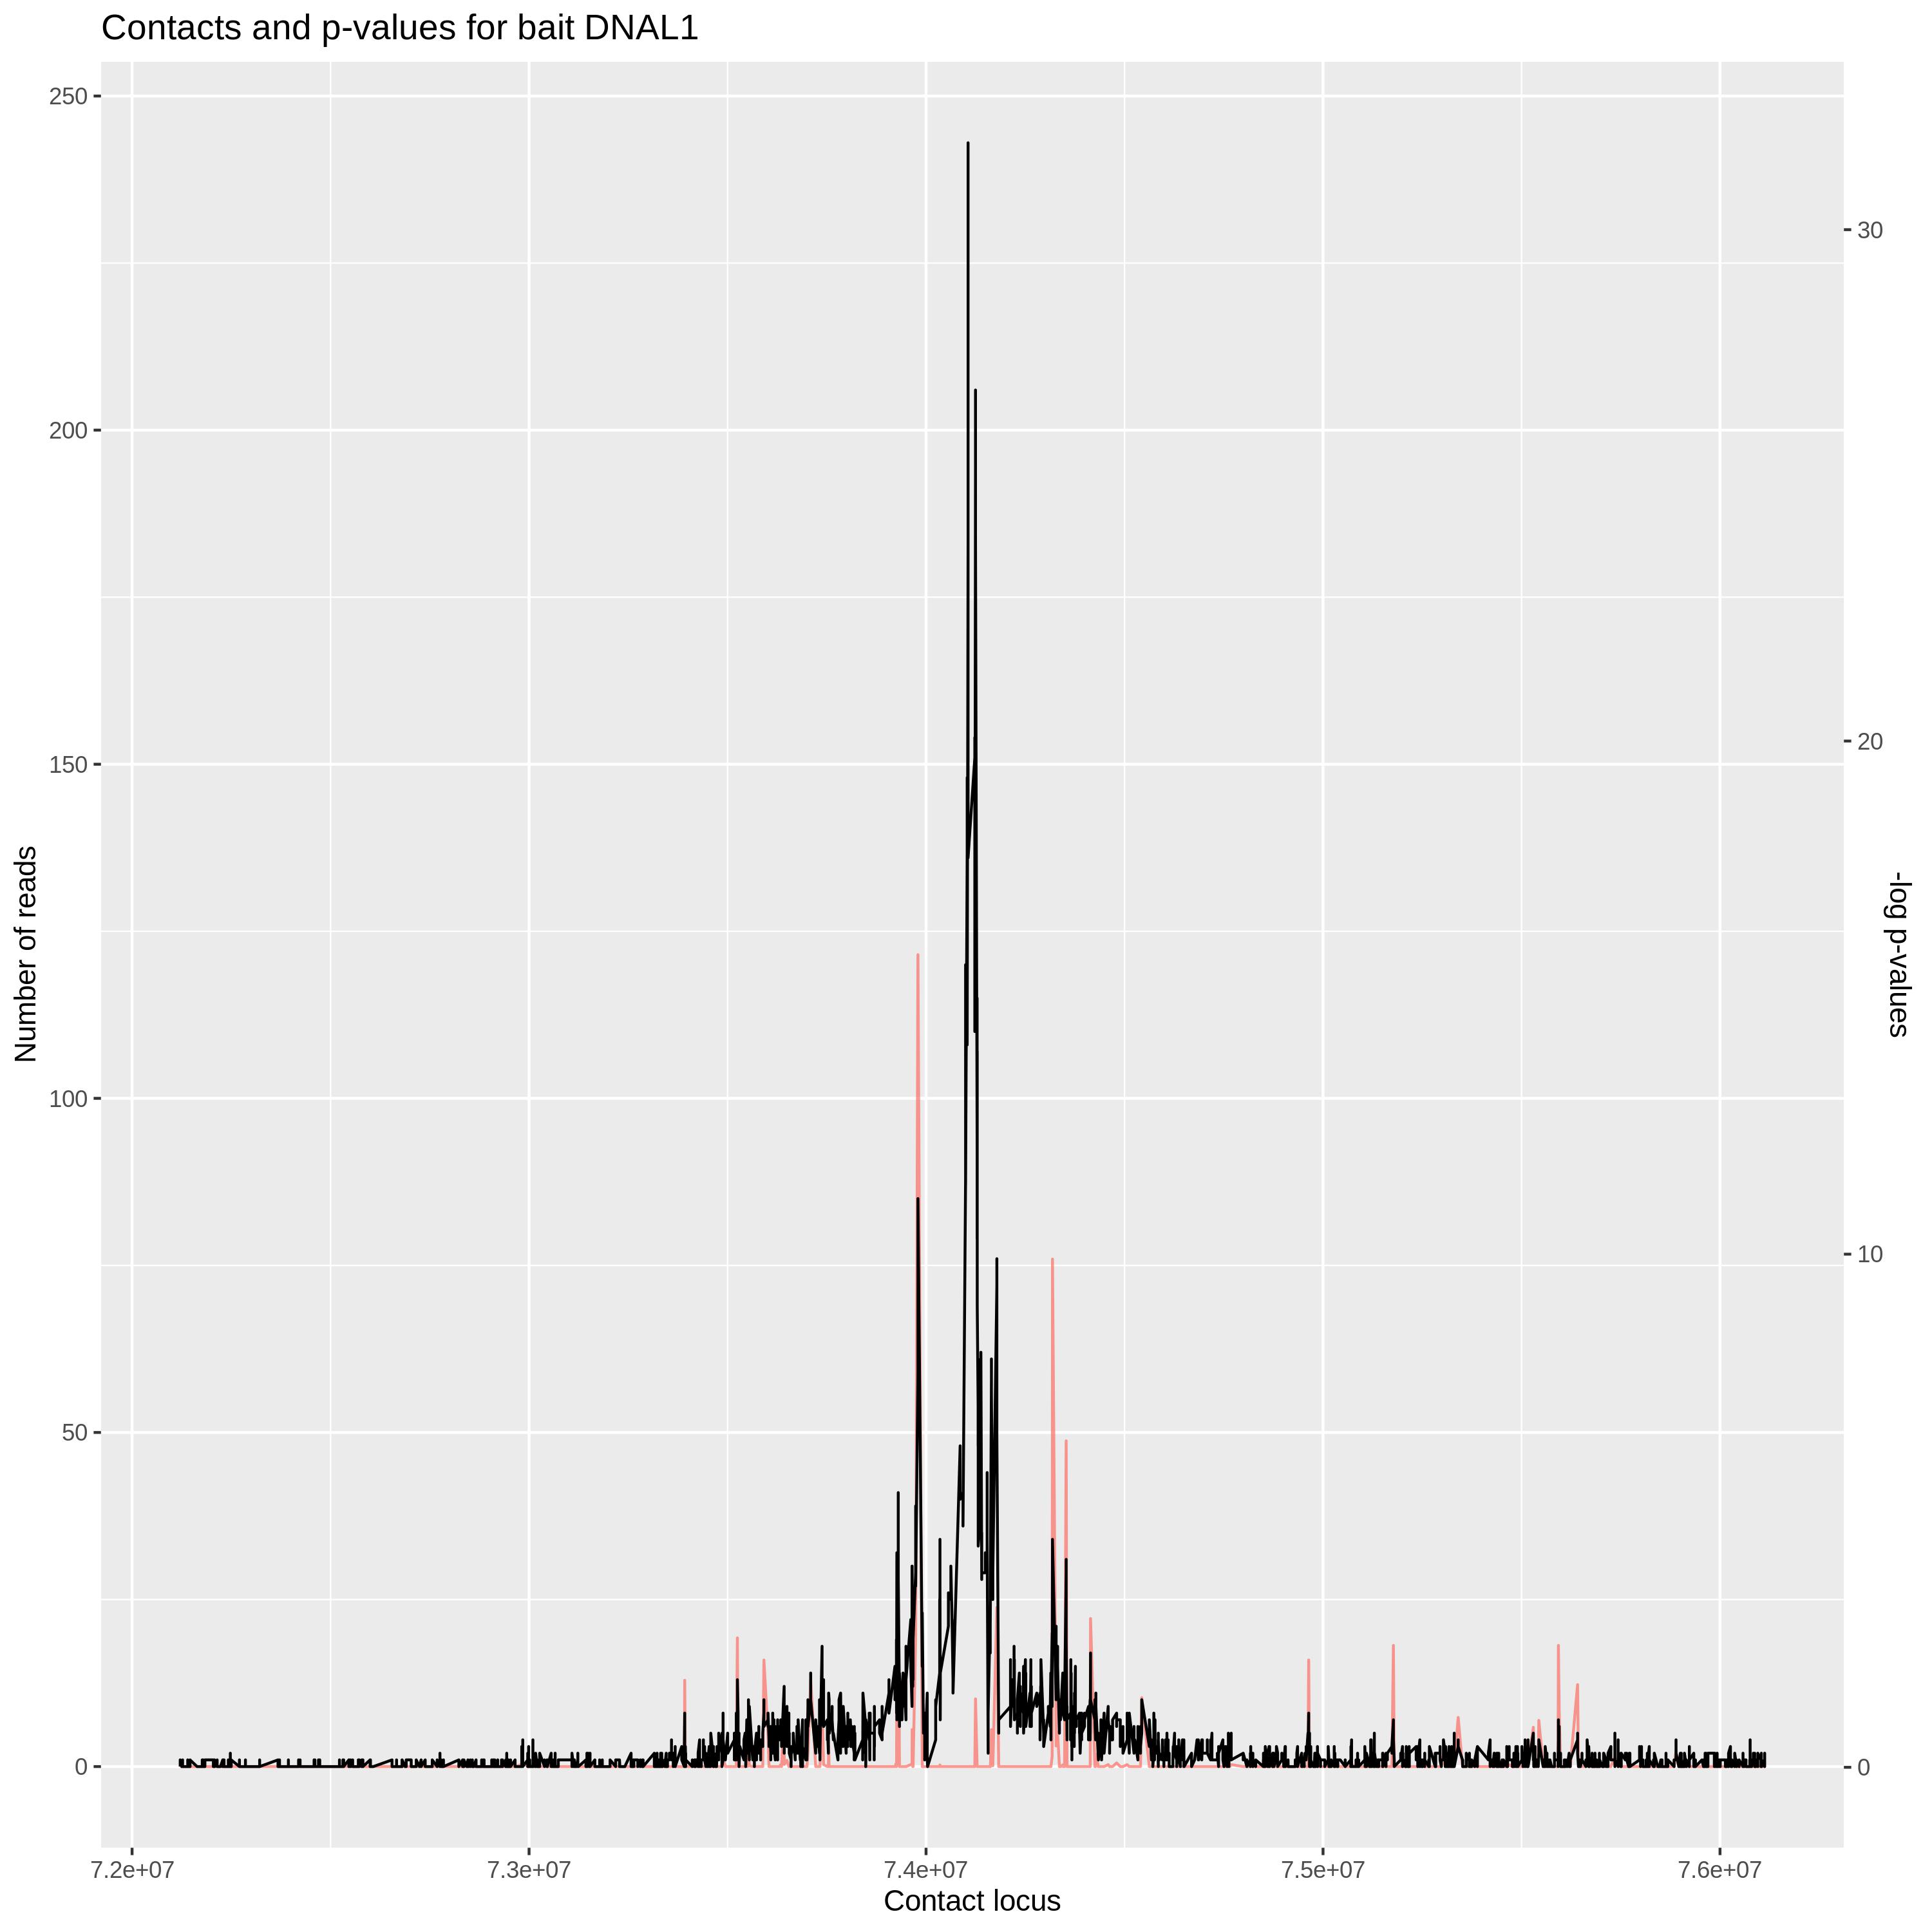 Contacts and p-values for bait DNAL1
250
200
150
100
50
0
Number of reads
30
20
10
0
-log p-values
7.2e+07
7.3e+07
7.4e+07
7.5e+07
7.6e+07
Contact locus